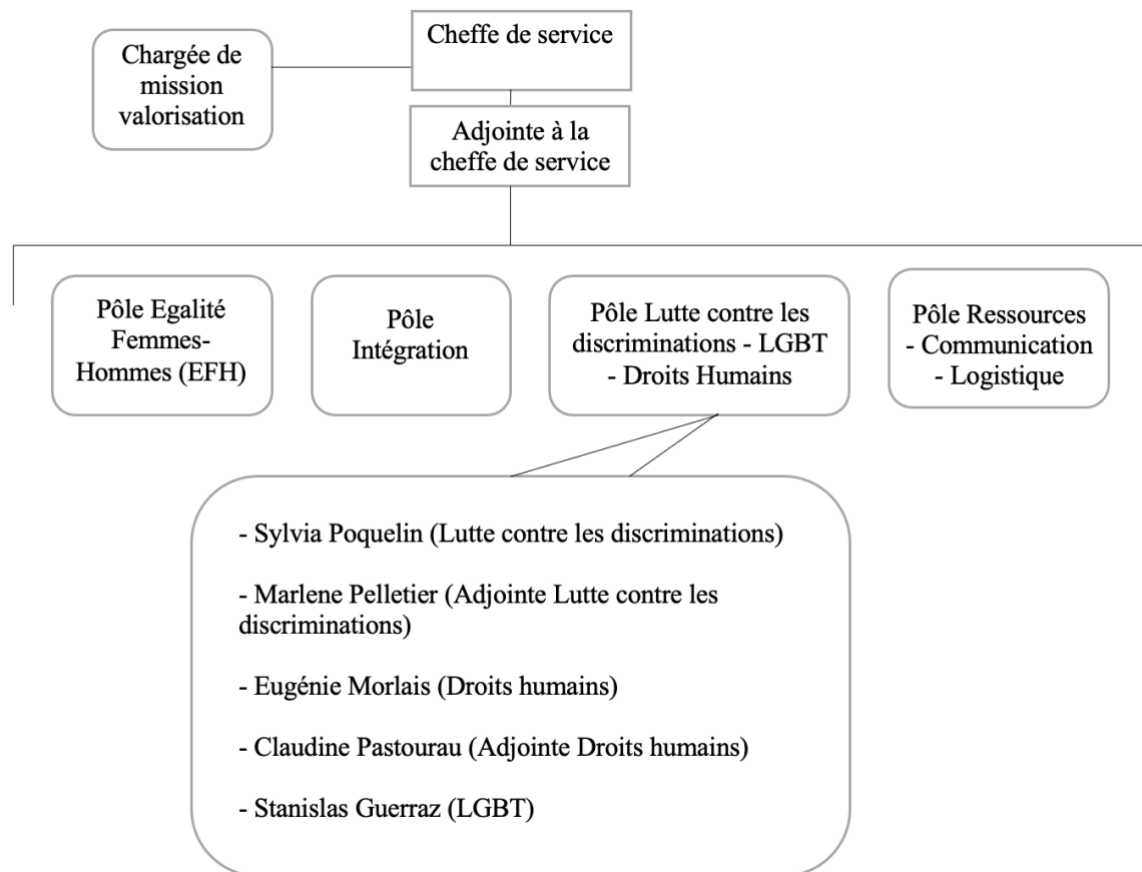 Cheffe de service
Chargée de
mission
valorisation
Adjointe à la
cheffe de service
Pôle Egalité
Femmes-
Hommes (EFH)
Pôle
Intégration
Pôle Lutte contre les
discriminations - LGBT
- Droits Humains
Pôle Ressources
- Communication
- Logistique
- Sylvia Poquelin (Lutte contre les discriminations)
- Marlene Pelletier (Adjointe Lutte contre les
discriminations)
- Eugénie Morlais (Droits humains)
- Claudine Pastourau (Adjointe Droits humains)
- Stanislas Guerraz (LGBT)